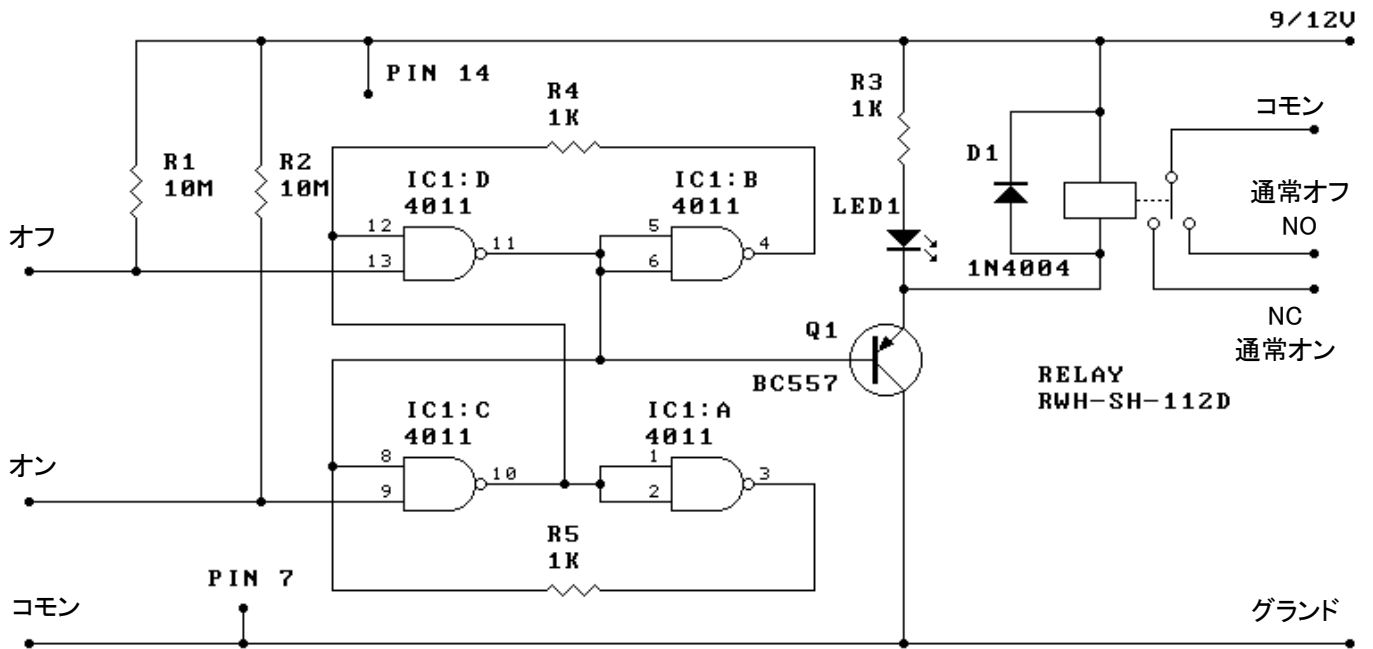 9/12V
PIN 14
R4
1K
R3
1K
コモン
R1
10M
R2
10M
IC1:D
4011
IC1:B
4011
D1
通常オフ
NO
LED1
オフ
12
13
11
5
6
4
1N4004
NC
通常オン
Q1
BC557
RELAY
RWH-SH-112D
IC1:C
4011
IC1:A
4011
オン
8
9
10
1
2
3
R5
1K
PIN 7
コモン
グランド